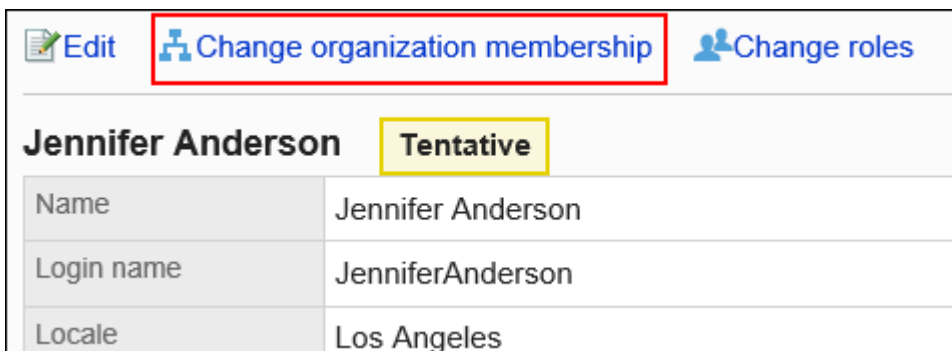 Edit Change organization membership Change roles
Jennifer Anderson Tentative
Name Jennifer Anderson
Login name JenniferAnderson
Locale Los Angeles